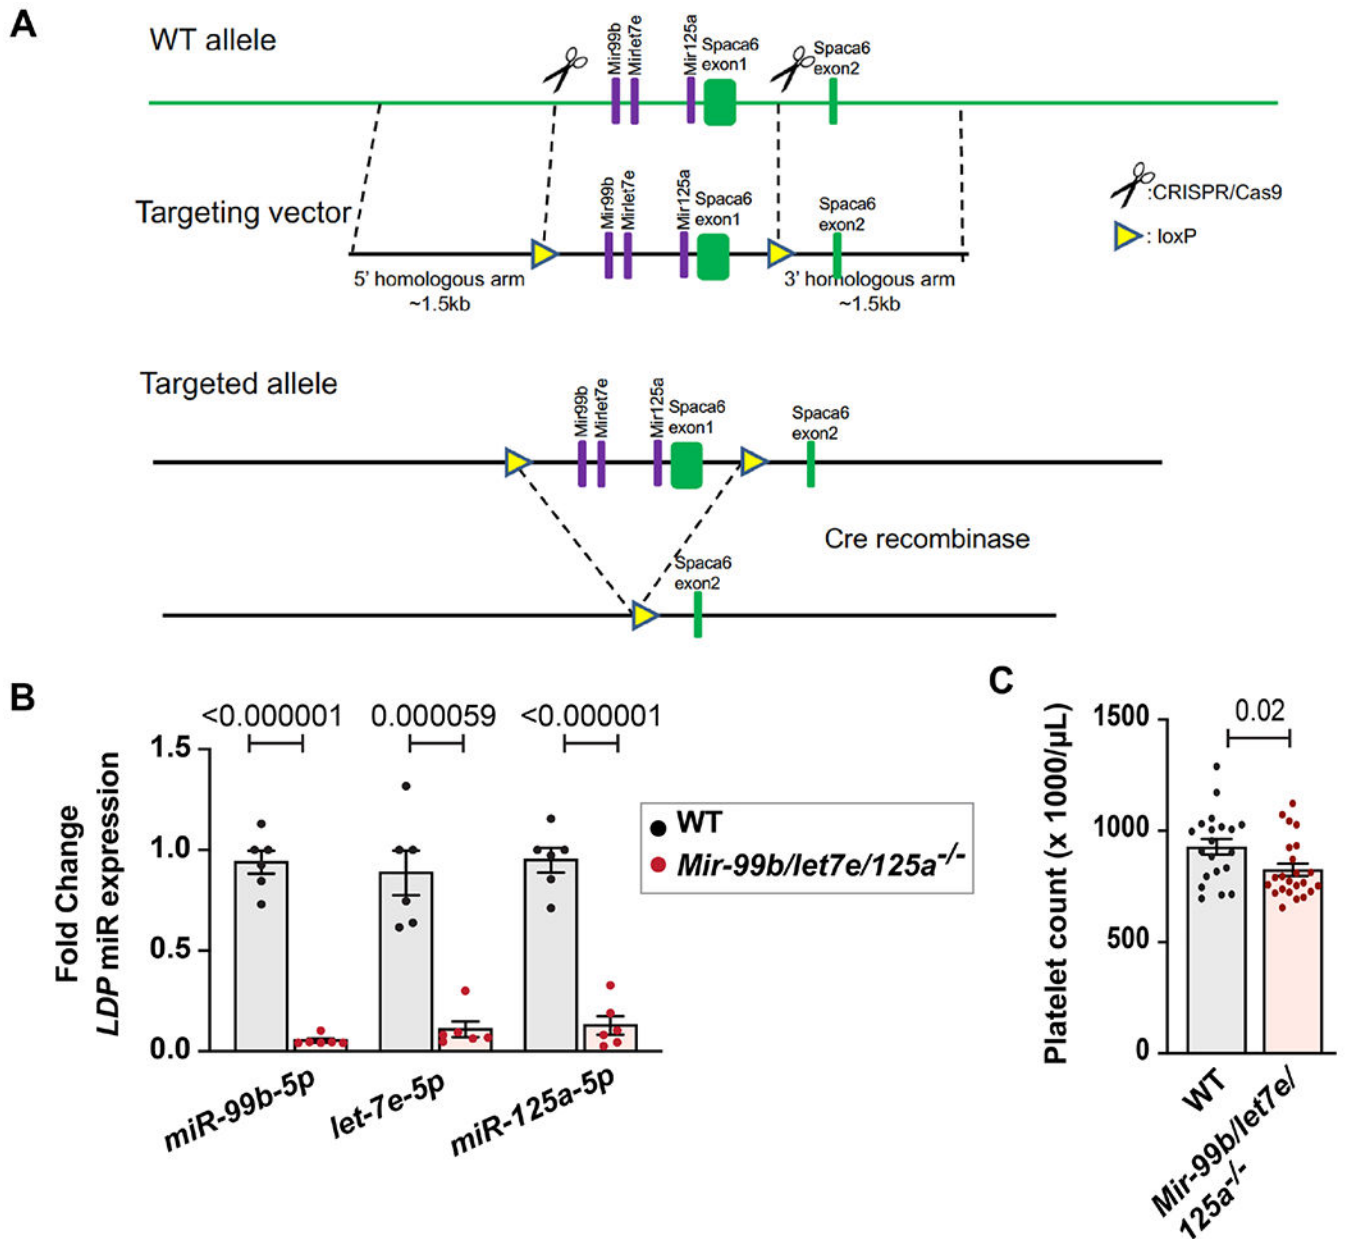 A
WT allele
Mir99b
Mirlet7e
Mir125a
Spaca6
exon1
Spaca6
exon2
Targeting vector
Mir99b
Mirlet7e
Mir125a
Spaca6
exon1
Spaca6
exon2
:CRISPR/Cas9
: loxP
5' homologous arm
~1.5kb
3' homologous arm
~1.5kb
Targeted allele
Mir99b
Mirlet7e
Mir125a
Spaca6
exon1
Spaca6
exon2
Cre recombinase
Spaca6
exon2
B
<0.000001
0.000059
<0.000001
Fold Change
LDP miR expression
1.5
1.0
0.5
0.0
miR-99b-5p
let-7e-5p
miR-125a-5p
WT
Mir-99b/let7e/125a-/-
C
Platelet count (x 1000/µL)
0.02
1500
1000
500
0
WT
Mir-99b/let7e/
125a-/-